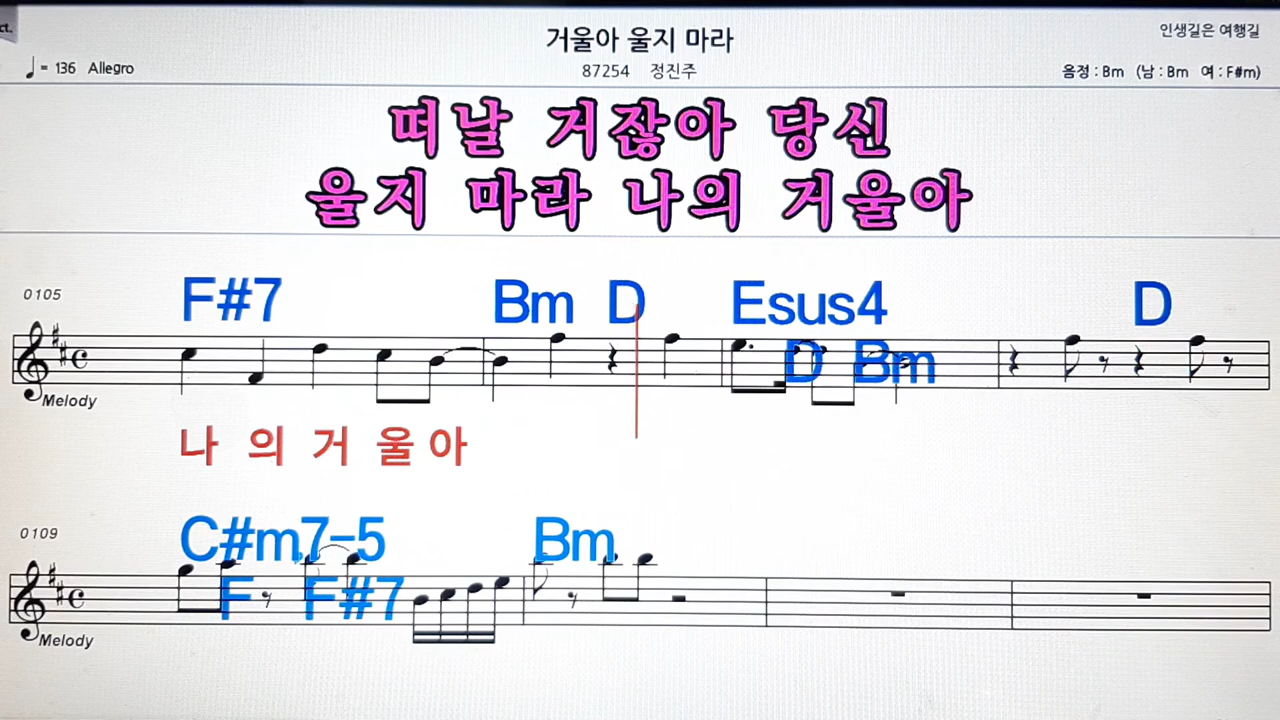 ct.
거울아 울지 마라
인생길은 여행길
♩= 136 Allegro
87254 정진주
음정 : Bm (남 : Bm 여 : F#m)
떠날 거잖아 당신
울지 마라 나의 거울아
0105
F#7 Bm D Esus4 D
D Bm
Melody
나 의 거 울 아
0109
C#m7-5 Bm
F F#7
Melody